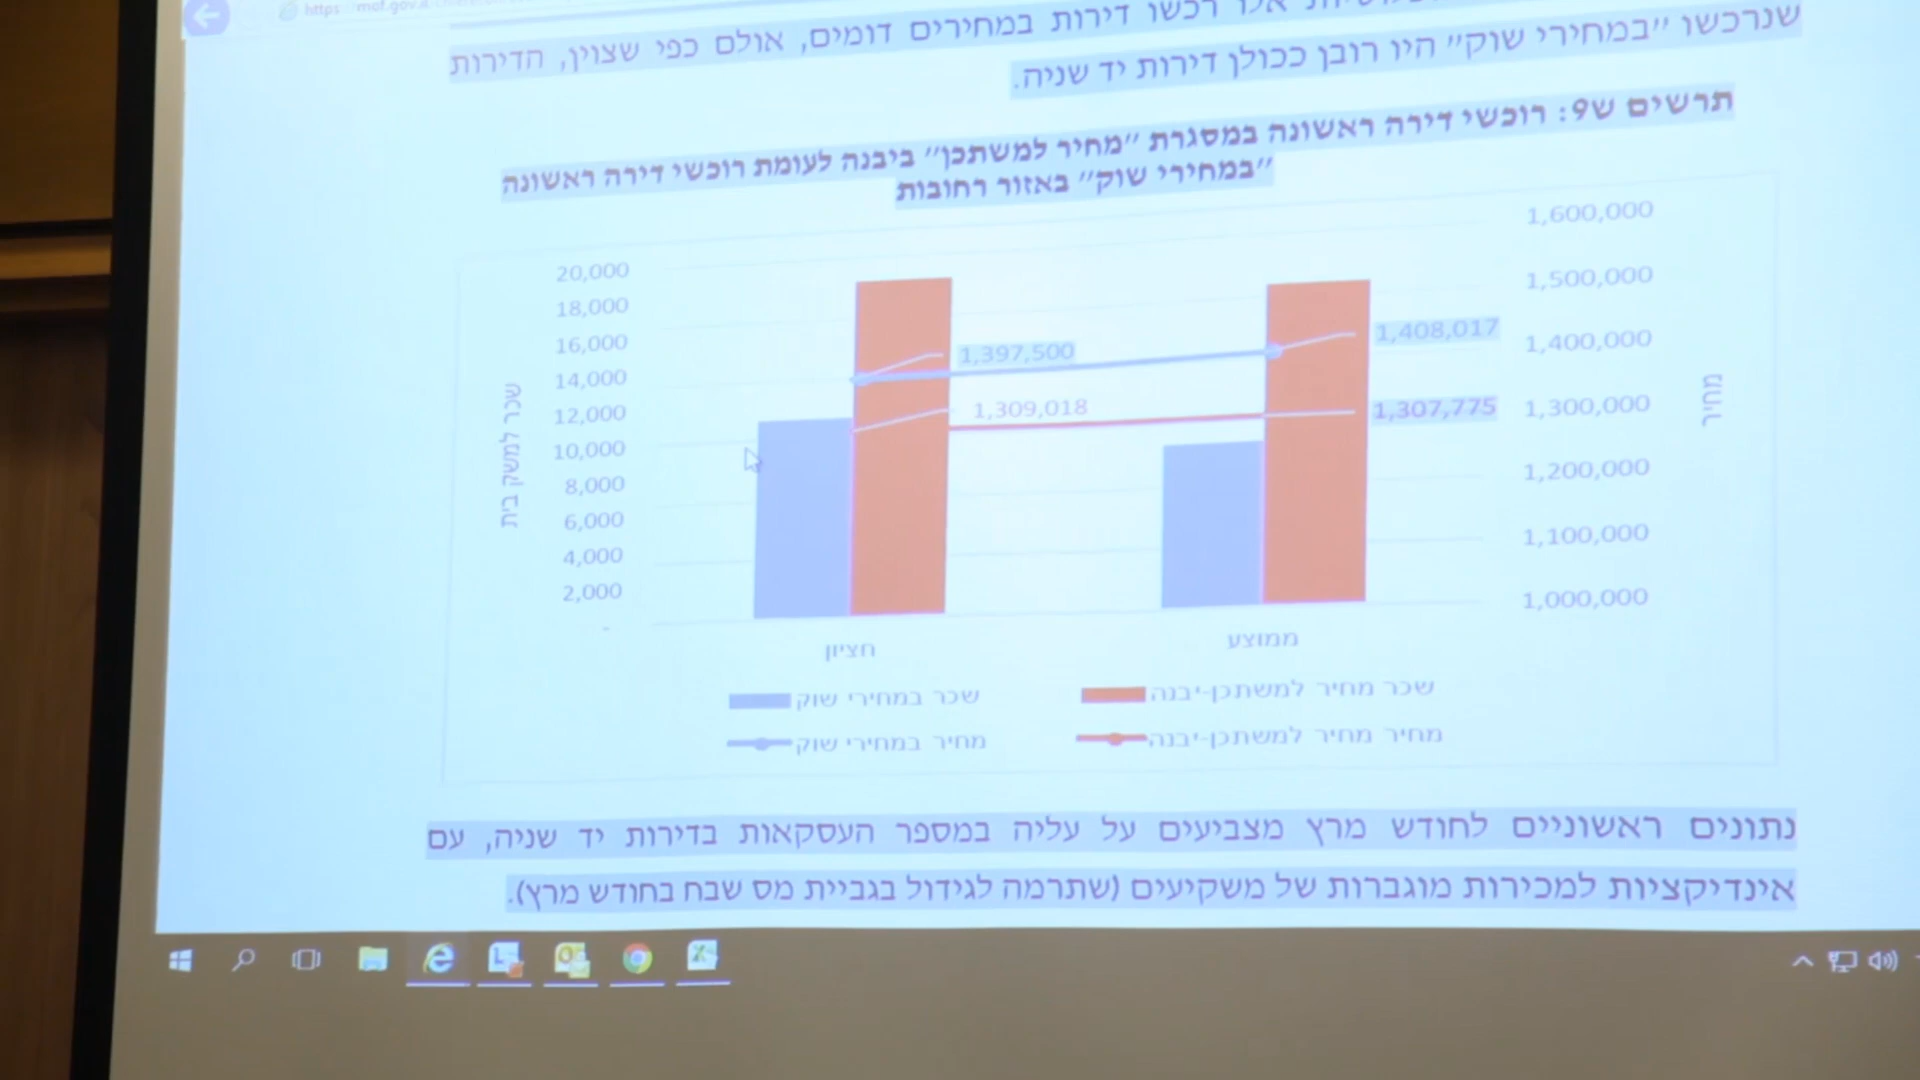 https
mof.gov.il
אלו רכשו דירות במחירים דומים, אולם כפי שצוין, הדירות
שנרכשו "במחירי שוק" היו רובן ככולן דירות יד שניה.
תרשים ש9: רוכשי דירה ראשונה במסגרת "מחיר למשתכן" ביבנה לעומת רוכשי דירה ראשונה
"במחירי שוק" באזור רחובות
20,000
18,000
16,000
14,000
12,000
10,000
8,000
6,000
4,000
2,000
-
שכר למשק בית
1,600,000
1,500,000
1,400,000
1,300,000
1,200,000
1,100,000
1,000,000
מחיר
1,397,500
1,408,017
1,309,018
1,307,775
חציון
ממוצע
שכר במחירי שוק
שכר מחיר למשתכן-יבנה
מחיר במחירי שוק
מחיר מחיר למשתכן-יבנה
נתונים ראשוניים לחודש מרץ מצביעים על עליה במספר העסקאות בדירות יד שניה, עם
אינדיקציות למכירות מוגברות של משקיעים (שתרמה לגידול בגביית מס שבח בחודש מרץ).